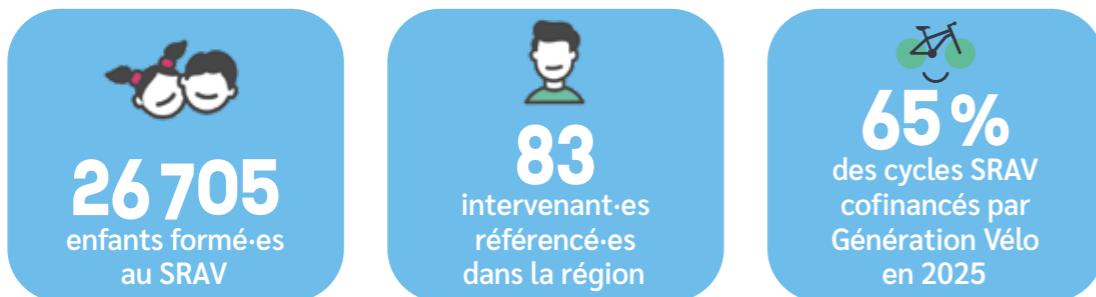 26 705
enfants formé·es
au SRAV
83
intervenant·es
référencé·es
dans la région
65 %
des cycles SRAV
cofinancés par
Génération Vélo
en 2025